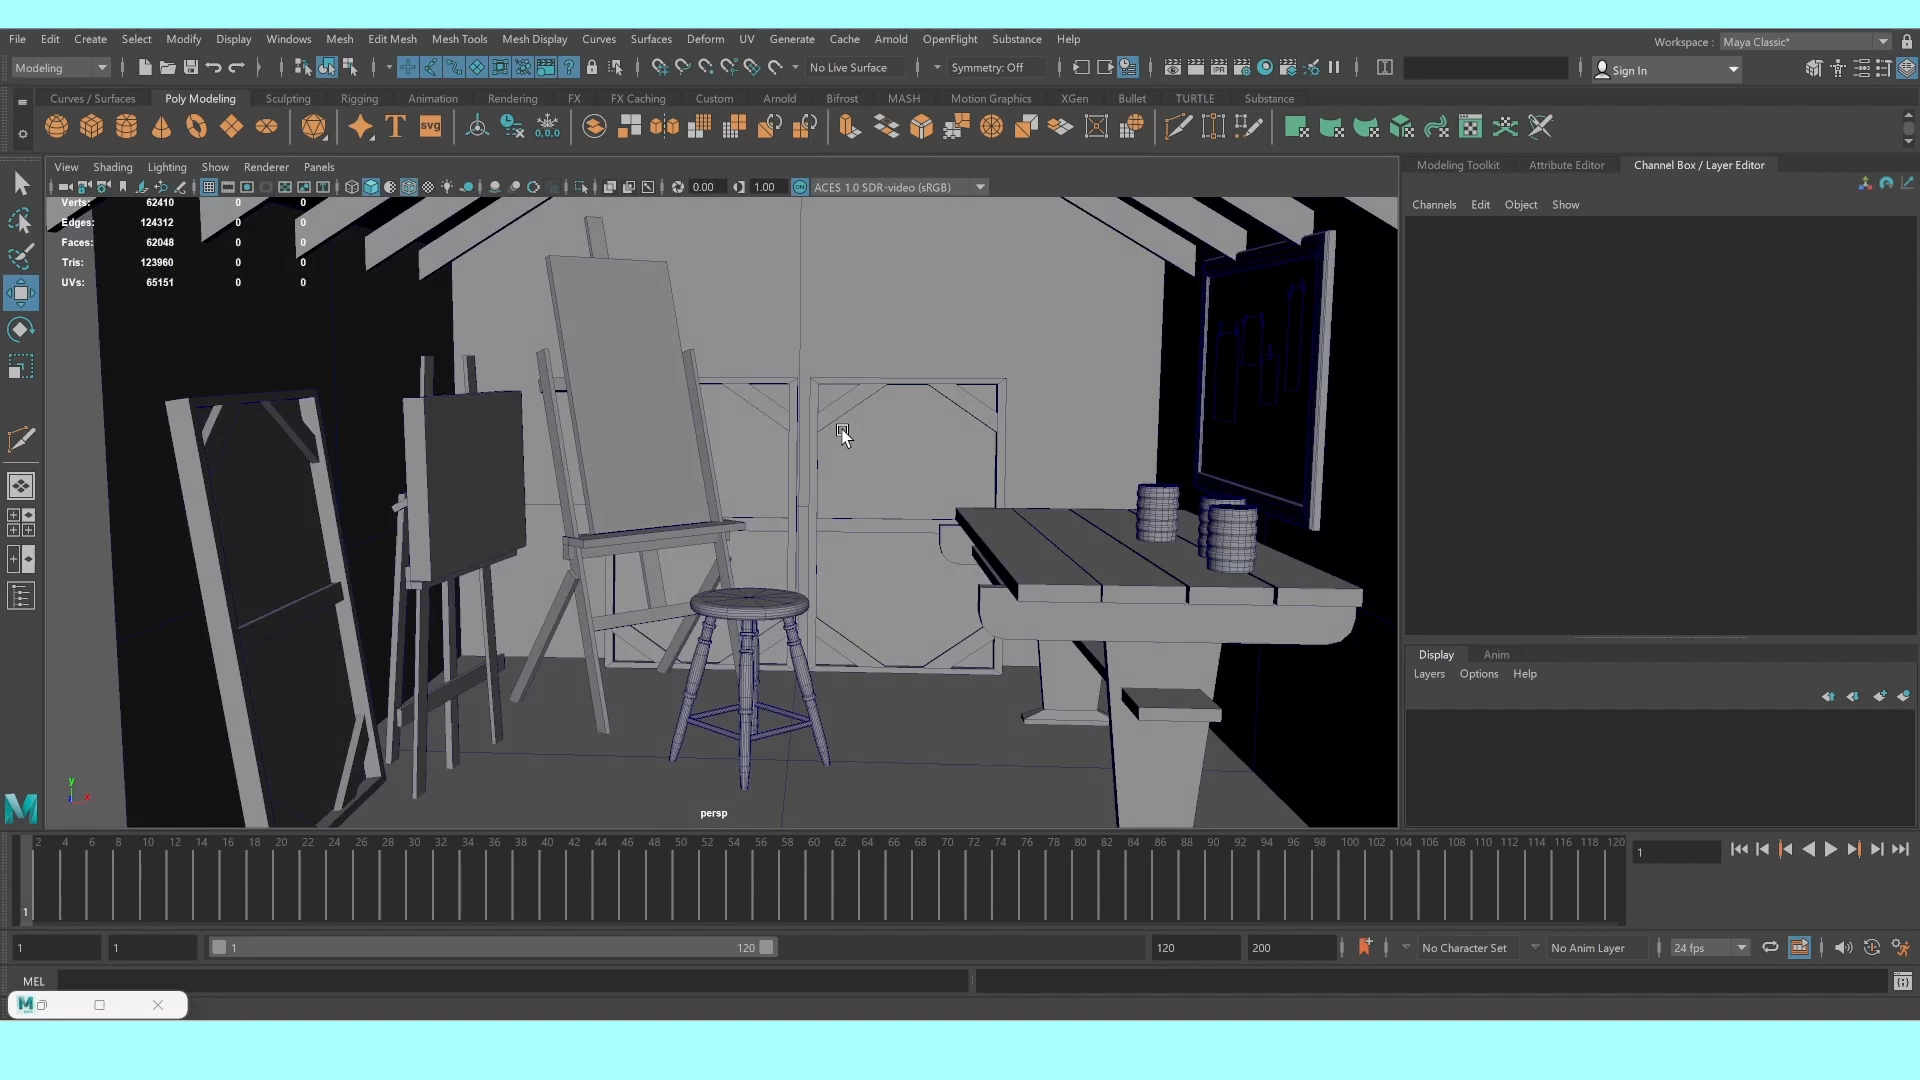 File Edit Create Select Modify Display Windows Mesh Edit Mesh Mesh Tools Mesh Display Curves Surfaces Deform UV Generate Cache Arnold OpenFlight Substance Help
Workspace : Maya Classic*
Modeling No Live Surface Symmetry: Off Sign In
Curves / Surfaces Poly Modeling Sculpting Rigging Animation Rendering FX FX Caching Custom Arnold Bifrost MASH Motion Graphics XGen Bullet TURTLE Substance
T svg 0,0,0
View Shading Lighting Show Renderer Panels
0.00 1.00 ON ACES 1.0 SDR-video (sRGB)
Modeling Toolkit Attribute Editor Channel Box / Layer Editor
Channels Edit Object Show
Verts: 62410 0 0
Edges: 124312 0 0
Faces: 62048 0 0
Tris: 123960 0 0
UVs: 65151 0 0
Display Anim
Layers Options Help
y
z x
persp
2 4 6 8 10 12 14 16 18 20 22 24 26 28 30 32 34 36 38 40 42 44 46 48 50 52 54 56 58 60 62 64 66 68 70 72 74 76 78 80 82 84 86 88 90 92 94 96 98 100 102 104 106 108 110 112 114 116 118 120
1
1
1 1 1 120 120 200 No Character Set No Anim Layer 24 fps
MEL
M